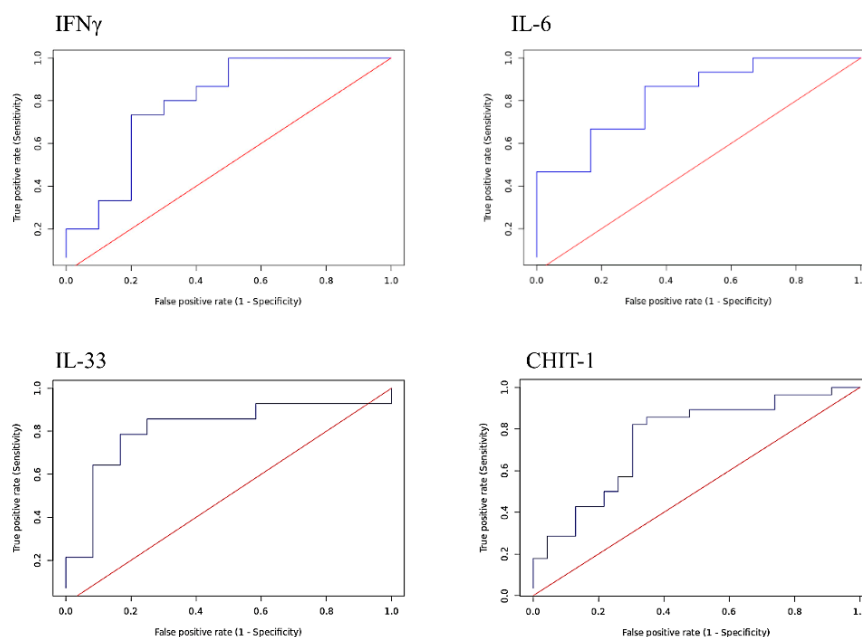 IFNγ
True positive rate (Sensitivity)
1.0
0.8
0.6
0.4
0.2
0.0 0.2 0.4 0.6 0.8 1.0
False positive rate (1 - Specificity)
IL-6
True positive rate (Sensitivity)
1.0
0.8
0.6
0.4
0.2
0.0 0.2 0.4 0.6 0.8
False positive rate (1 - Specificity)
IL-33
True positive rate (Sensitivity)
1.0
0.8
0.6
0.4
0.2
0.0 0.2 0.4 0.6 0.8 1.0
False positive rate (1 - Specificity)
CHIT-1
True positive rate (Sensitivity)
1.0
0.8
0.6
0.4
0.2
0.0
0.0 0.2 0.4 0.6 0.8
False positive rate (1 - Specificity)